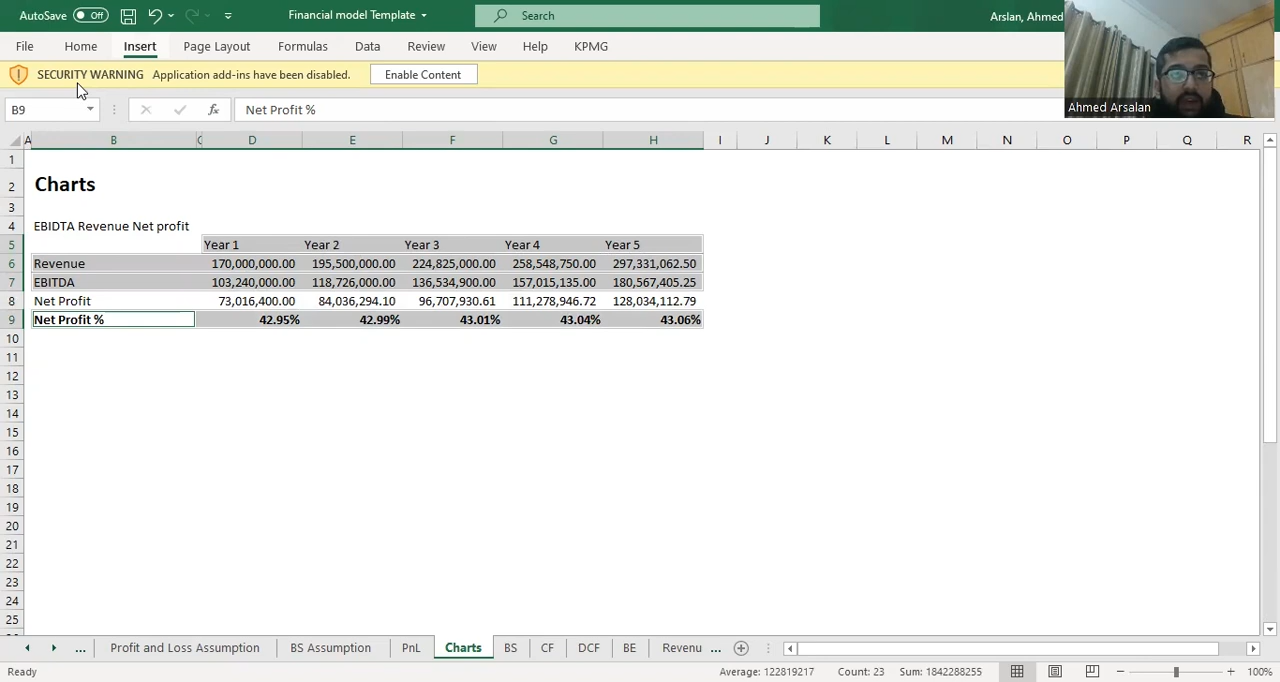 AutoSave Off Financial model Template Search Arslan, Ahmed
File Home Insert Page Layout Formulas Data Review View Help KPMG
SECURITY WARNING Application add-ins have been disabled. Enable Content
Ahmed Arsalan
B9 fx Net Profit %
A B C D E F G H I J K L M N O P Q R
1
2 Charts
3
4 EBIDTA Revenue Net profit
5 Year 1 Year 2 Year 3 Year 4 Year 5
6 Revenue 170,000,000.00 195,500,000.00 224,825,000.00 258,548,750.00 297,331,062.50
7 EBITDA 103,240,000.00 118,726,000.00 136,534,900.00 157,015,135.00 180,567,405.25
8 Net Profit 73,016,400.00 84,036,294.10 96,707,930.61 111,278,946.72 128,034,112.79
9 Net Profit % 42.95% 42.99% 43.01% 43.04% 43.06%
10
11
12
13
14
15
16
17
18
19
20
21
22
23
24
25
... Profit and Loss Assumption BS Assumption PnL Charts BS CF DCF BE Revenu ...
Ready Average: 122819217 Count: 23 Sum: 1842288255 100%